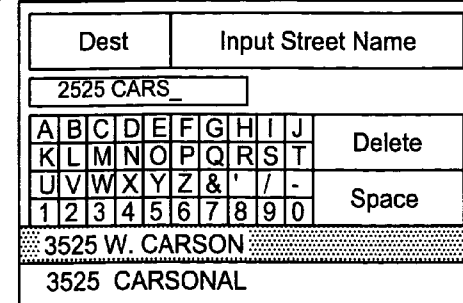 Dest Input Street Name
2525 CARS_
A B C D E F G H I J
K L M N O P Q R S T Delete
U V W X Y Z & ' / -
1 2 3 4 5 6 7 8 9 0 Space
3525 W. CARSON
3525 CARSONAL